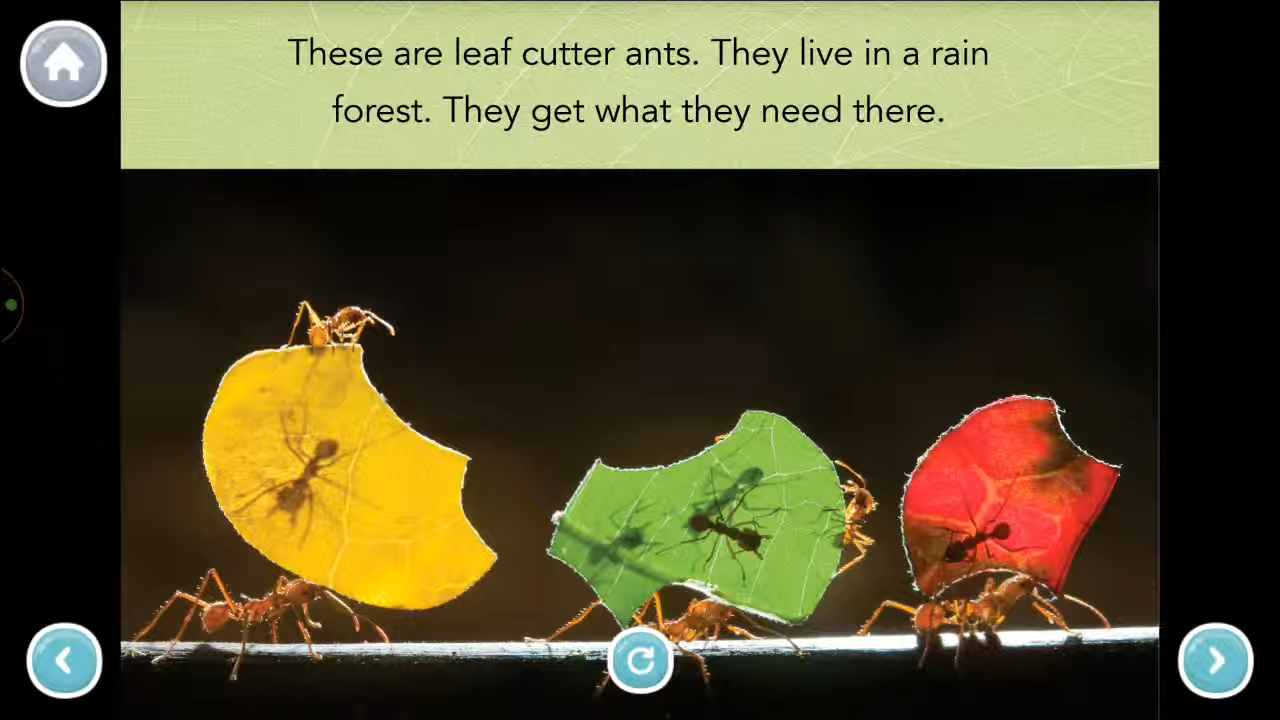 These are leaf cutter ants. They live in a rain
forest. They get what they need there.